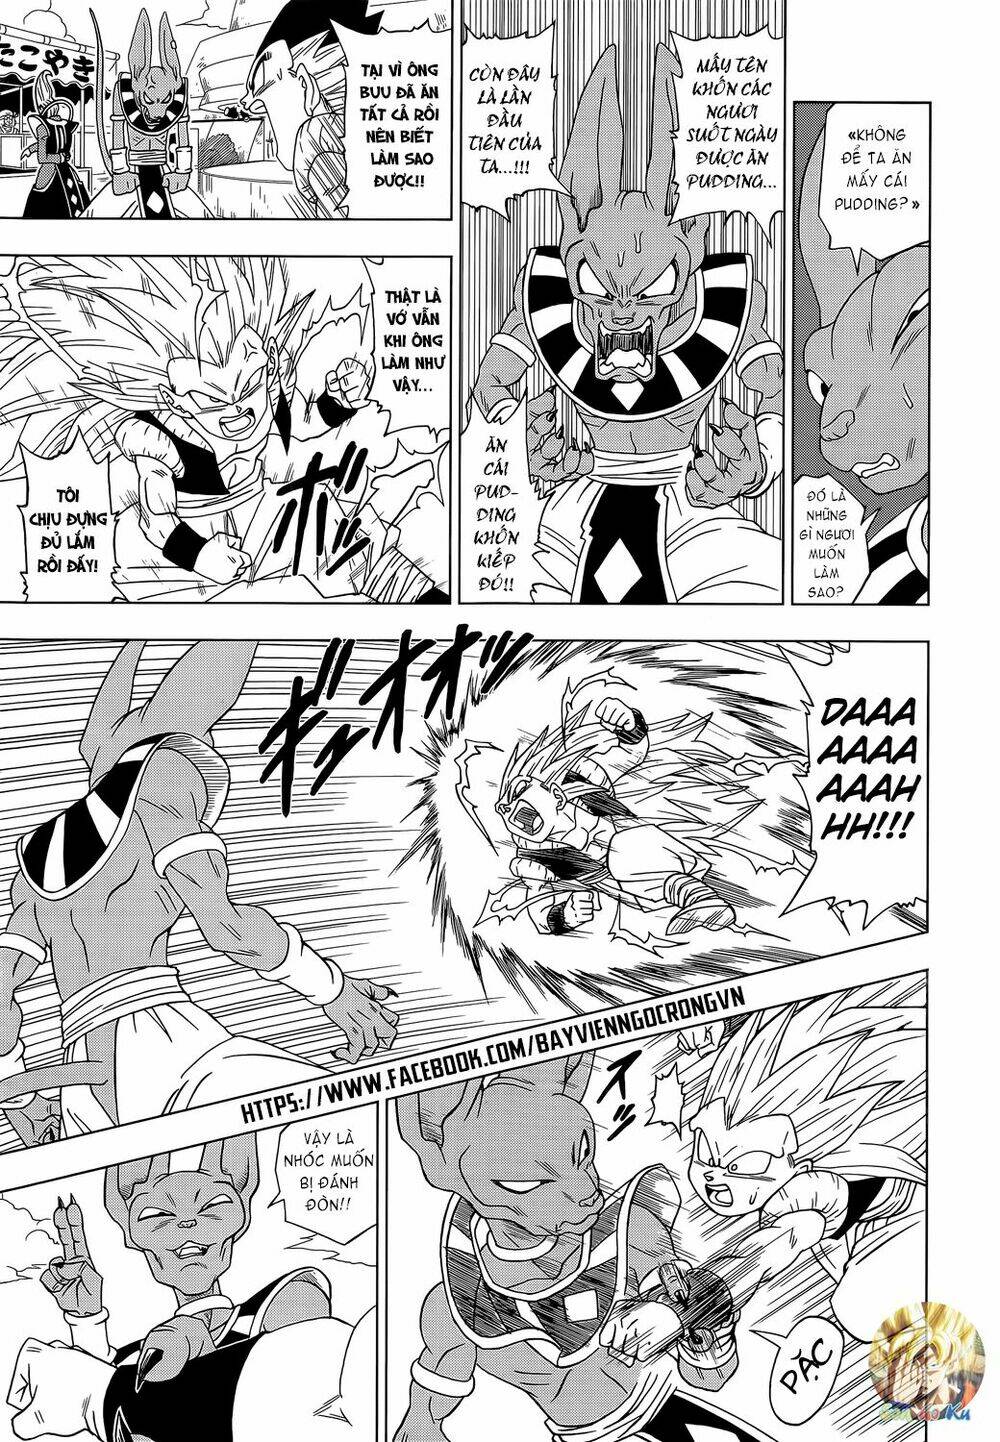 «KHÔNG
ĐỂ TA ĂN
MẤY CÁI
PUDDING?»
ĐÓ LÀ
NHỮNG
GÌ NGƯƠI
MUỐN
LÀM
SAO?
MẤY TÊN
KHỐN CÁC
NGƯƠI
SUỐT NGÀY
ĐƯỢC ĂN
PUDDING...
CÒN ĐÂY
LÀ LẦN
ĐẦU
TIÊN CỦA
TA...!!!
ĂN
CÁI
PUD-
DING
KHỐN
KIẾP
ĐÓ!!
TẠI VÌ ÔNG
BUU ĐÃ ĂN
TẤT CẢ RỒI
NÊN BIẾT
LÀM SAO
ĐƯỢC!!
たこやき
THẬT LÀ
VỚ VẨN
KHI ÔNG
LÀM NHƯ
VẬY...
TÔI
CHỊU ĐỰNG
ĐỦ LẮM
RỒI ĐẤY!
ボッ
DAAA
AAAAA
AAAAH
HH!!!
ギュオオオッ
HTTPS://WWW.FACEBOOK.COM/BAYVIENNGOCRONGVN
スッ
PẶC
VẬY LÀ
NHÓC MUỐN
BỊ ĐÁNH
ĐÒN!!